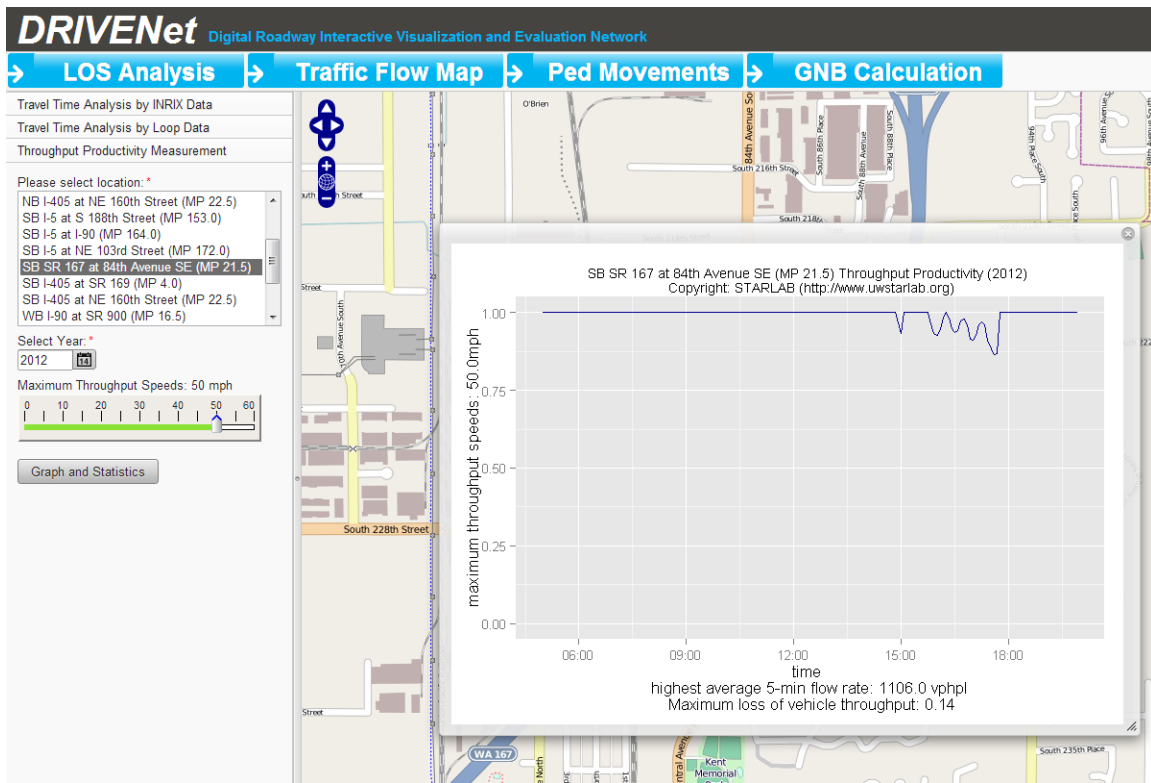 DRIVENet Digital Roadway Interactive Visualization and Evaluation Network
LOS Analysis
Traffic Flow Map
Ped Movements
GNB Calculation
Travel Time Analysis by INRIX Data
Travel Time Analysis by Loop Data
Throughput Productivity Measurement
Please select location: *
NB I-405 at NE 160th Street (MP 22.5)
SB I-5 at S 188th Street (MP 153.0)
SB I-5 at I-90 (MP 164.0)
SB I-5 at NE 103rd Street (MP 172.0)
SB SR 167 at 84th Avenue SE (MP 21.5)
SB I-405 at SR 169 (MP 4.0)
SB I-405 at NE 160th Street (MP 22.5)
WB I-90 at SR 900 (MP 16.5)
Select Year: *
2012
14
Maximum Throughput Speeds: 50 mph
0 10 20 30 40 50 60
Graph and Statistics
O'Brien
84th Avenue So
South 86th Place
South 88th Place
94th Place South
South 216th Street
South 218th
Street
70th Avenue South
South 228th Street
Street
WA 167
Kent
Memorial
South 235th Place
SB SR 167 at 84th Avenue SE (MP 21.5) Throughput Productivity (2012)
Copyright: STARLAB (http://www.uwstarlab.org)
maximum throughput speeds: 50.0mph
1.00
0.75
0.50
0.25
0.00
06:00 09:00 12:00 15:00 18:00
time
highest average 5-min flow rate: 1106.0 vphpl
Maximum loss of vehicle throughput: 0.14